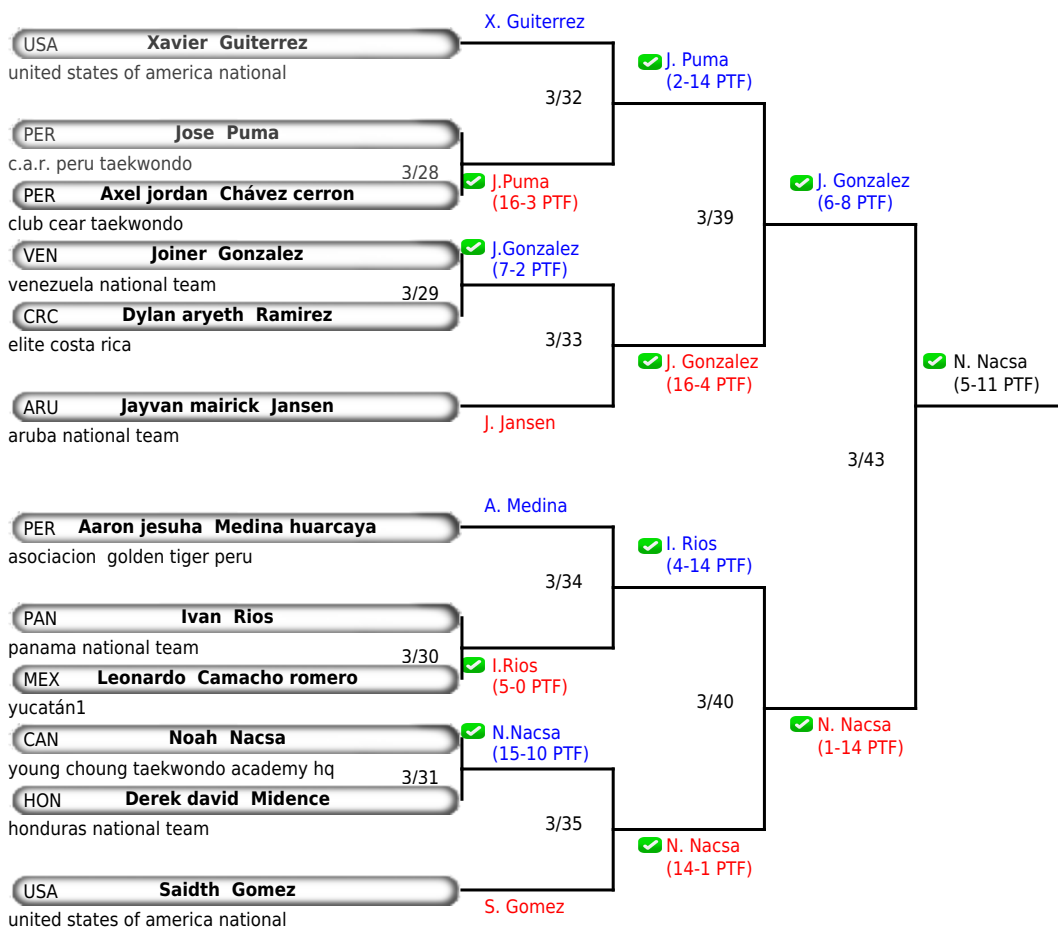 X. Guiterrez
USA Xavier Guiterrez
united states of america national
J. Puma
(2-14 PTF)
3/32
PER Jose Puma
c.a.r. peru taekwondo
3/28
J.Puma
(16-3 PTF)
PER Axel jordan Chávez cerron
club cear taekwondo
J. Gonzalez
(6-8 PTF)
3/39
VEN Joiner Gonzalez
venezuela national team
J.Gonzalez
(7-2 PTF)
3/29
CRC Dylan aryeth Ramirez
elite costa rica
3/33
J. Gonzalez
(16-4 PTF)
N. Nacsa
(5-11 PTF)
ARU Jayvan mairick Jansen
aruba national team
J. Jansen
3/43
A. Medina
PER Aaron jesuha Medina huarcaya
asociacion golden tiger peru
I. Rios
(4-14 PTF)
3/34
PAN Ivan Rios
panama national team
3/30
I.Rios
(5-0 PTF)
MEX Leonardo Camacho romero
yucatán1
3/40
N. Nacsa
(1-14 PTF)
CAN Noah Nacsa
young choung taekwondo academy hq
N.Nacsa
(15-10 PTF)
3/31
HON Derek david Midence
honduras national team
3/35
N. Nacsa
(14-1 PTF)
USA Saidth Gomez
united states of america national
S. Gomez